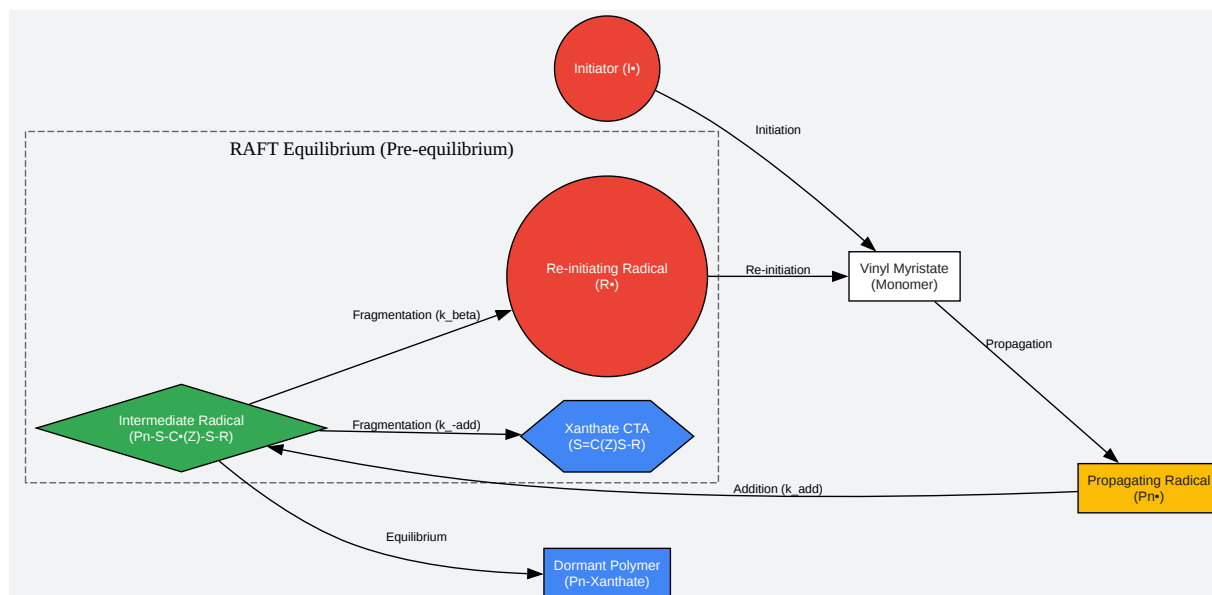 Initiator (I•)
Initiation
RAFT Equilibrium (Pre-equilibrium)
Re-initiating Radical
(R•)
Re-initiation
Vinyl Myristate
(Monomer)
Fragmentation (k_beta)
Propagation
Intermediate Radical
(Pn-S-C•(Z)-S-R)
Fragmentation (k_-add)
Xanthate CTA
(S=C(Z)S-R)
Addition (k_add)
Propagating Radical
(Pn•)
Equilibrium
Dormant Polymer
(Pn-Xanthate)